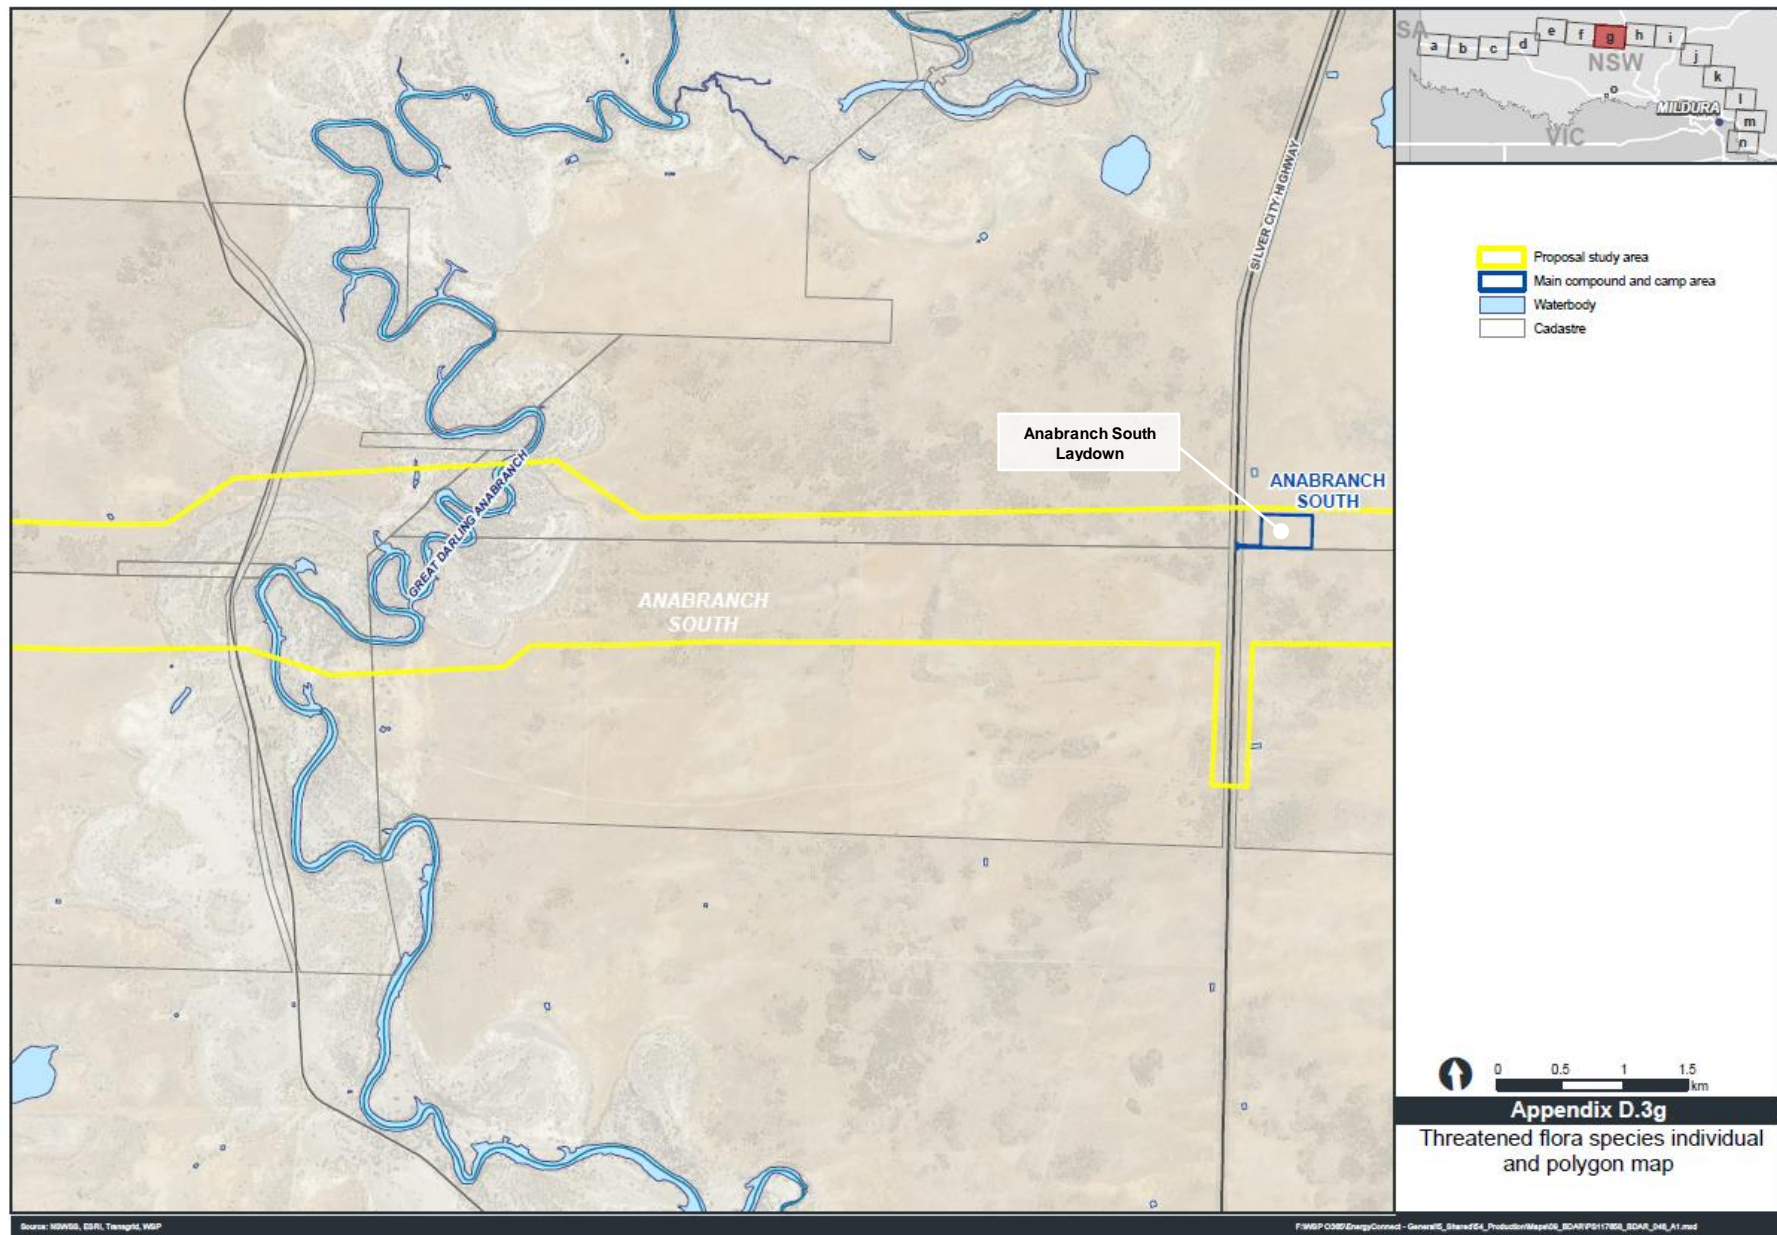 SA
a
b
c
d
e
f
g
h
i
j
k
l
m
n
o
NSW
MILDURA
VIC
SILVER CITY HIGHWAY
Proposal study area
Main compound and camp area
Waterbody
Cadastre
Anabranch South
Laydown
ANABRANCH
SOUTH
GREAT DARLING ANABRANCH
ANABRANCH
SOUTH
0 0.5 1 1.5
km
Appendix D.3g
Threatened flora species individual
and polygon map
Source: NSWSS, ESRI, Transgrid, WSP